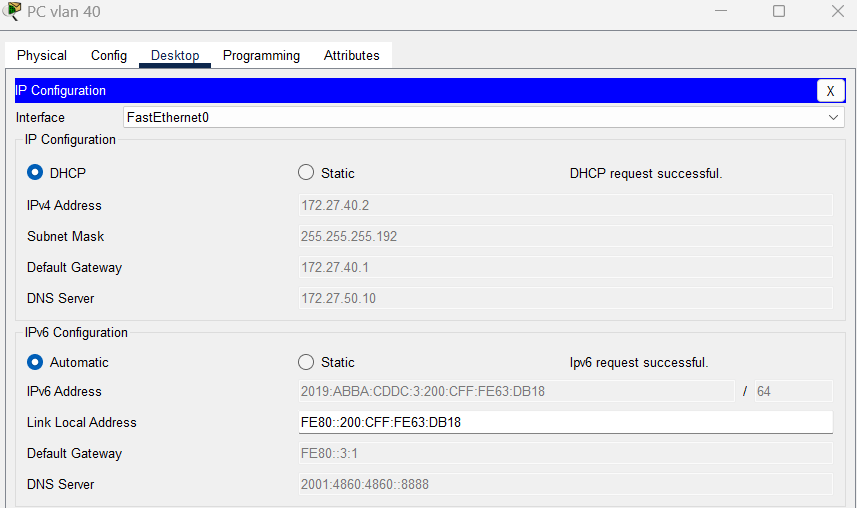 PC vlan 40
Physical Config Desktop Programming Attributes
IP Configuration X
Interface FastEthernet0
IP Configuration
DHCP Static DHCP request successful.
IPv4 Address 172.27.40.2
Subnet Mask 255.255.255.192
Default Gateway 172.27.40.1
DNS Server 172.27.50.10
IPv6 Configuration
Automatic Static Ipv6 request successful.
IPv6 Address 2019:ABBA:CDDC:3:200:CFF:FE63:DB18 / 64
Link Local Address FE80::200:CFF:FE63:DB18
Default Gateway FE80::3:1
DNS Server 2001:4860:4860::8888